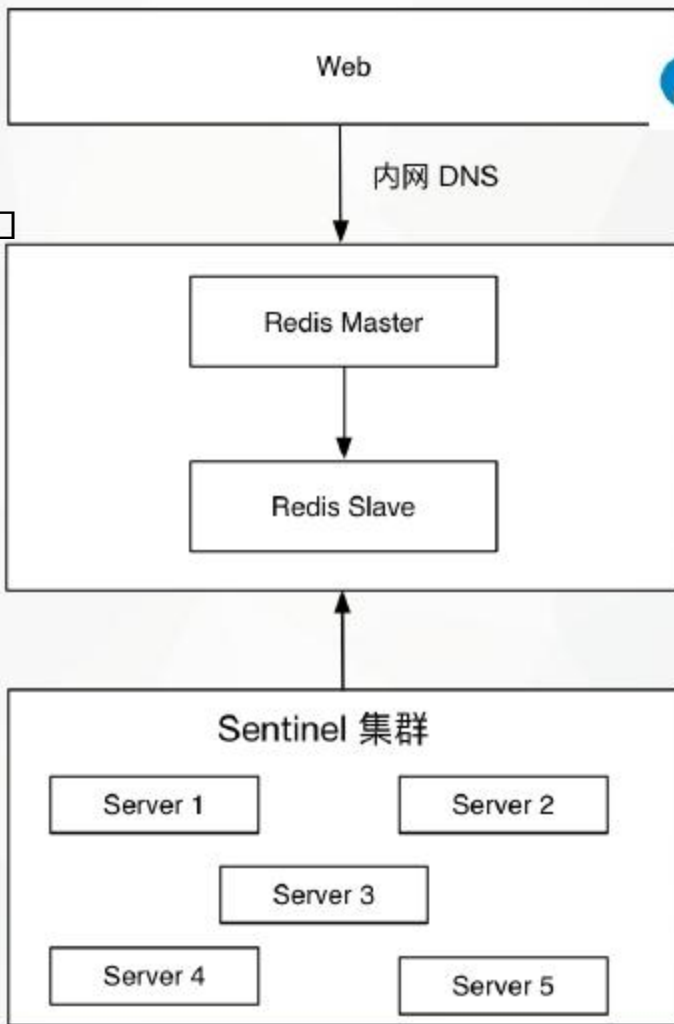 Web
内网 DNS
Redis Master
Redis Slave
Sentinel 集群
Server 1
Server 2
Server 3
Server 4
Server 5